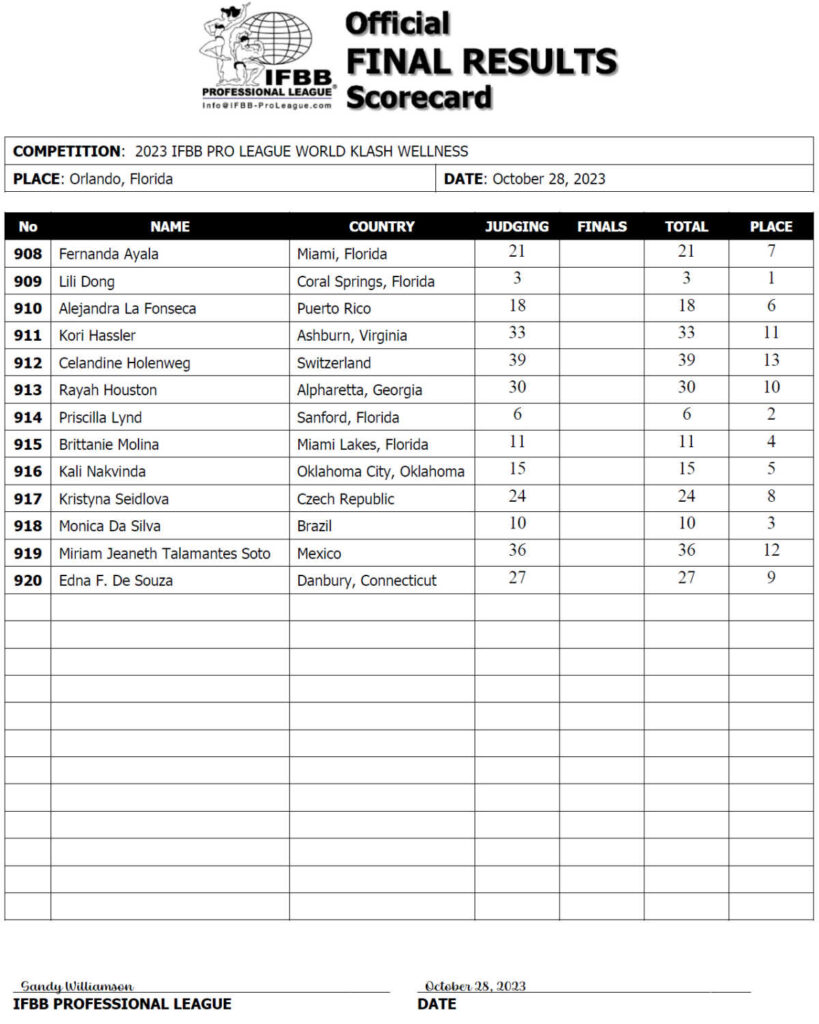 Official
FINAL RESULTS
Scorecard
IFBB
PROFESSIONAL LEAGUE®
Info@IFBB-ProLeague.com
COMPETITION: 2023 IFBB PRO LEAGUE WORLD KLASH WELLNESS
PLACE: Orlando, Florida DATE: October 28, 2023
No NAME COUNTRY JUDGING FINALS TOTAL PLACE
908 Fernanda Ayala Miami, Florida 21 21 7
909 Lili Dong Coral Springs, Florida 3 3 1
910 Alejandra La Fonseca Puerto Rico 18 18 6
911 Kori Hassler Ashburn, Virginia 33 33 11
912 Celandine Holenweg Switzerland 39 39 13
913 Rayah Houston Alpharetta, Georgia 30 30 10
914 Priscilla Lynd Sanford, Florida 6 6 2
915 Brittanie Molina Miami Lakes, Florida 11 11 4
916 Kali Nakvinda Oklahoma City, Oklahoma 15 15 5
917 Kristyna Seidlova Czech Republic 24 24 8
918 Monica Da Silva Brazil 10 10 3
919 Miriam Jeaneth Talamantes Soto Mexico 36 36 12
920 Edna F. De Souza Danbury, Connecticut 27 27 9
Sandy Williamson October 28, 2023
IFBB PROFESSIONAL LEAGUE DATE